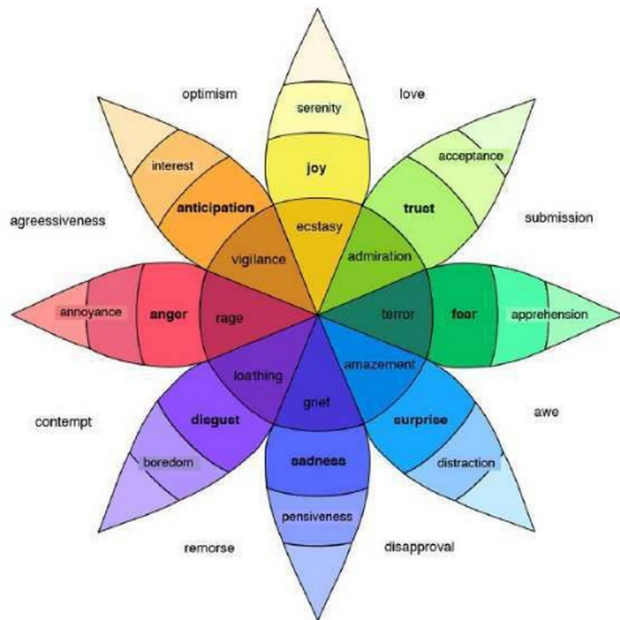 optimism
love
serenity
interest
acceptance
joy
anticipation
trust
agreessiveness
submission
ecstasy
vigilance
admiration
annoyance
anger
rage
terror
fear
apprehension
loathing
amazement
grief
contempt
disgust
surprise
awe
boredom
sadness
distraction
pensiveness
remorse
disapproval